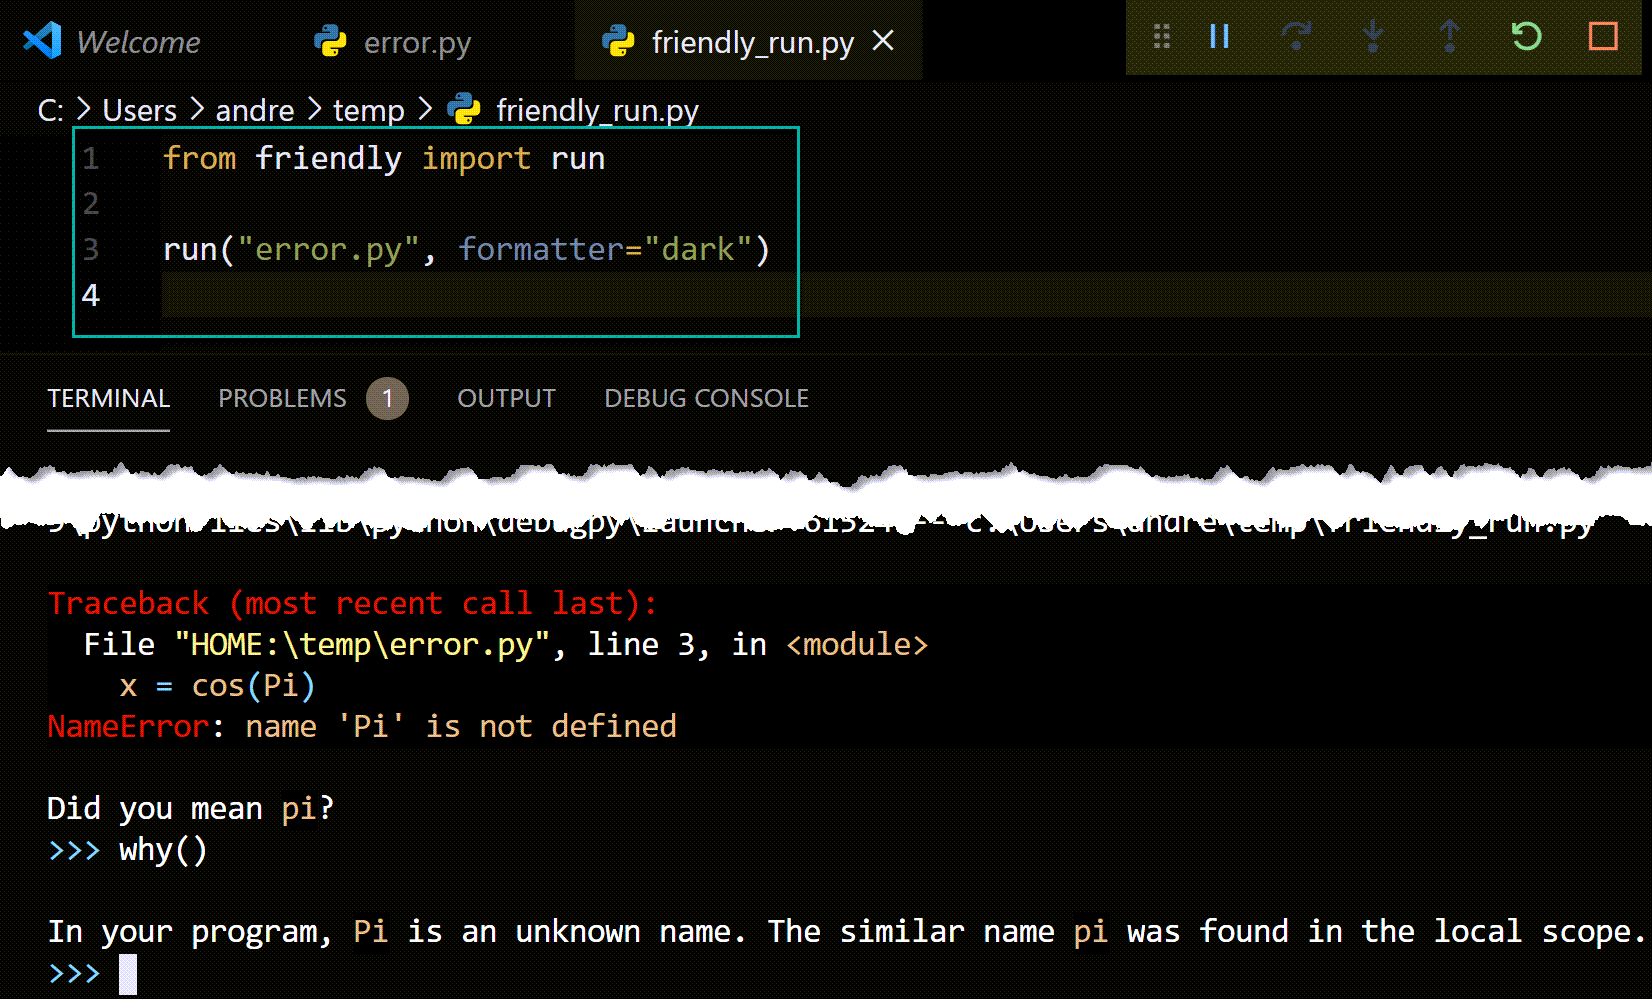 Welcome error.py friendly_run.py
C: > Users > andre > temp > friendly_run.py
1 from friendly import run
2
3 run("error.py", formatter="dark")
4
TERMINAL PROBLEMS 1 OUTPUT DEBUG CONSOLE
Traceback (most recent call last):
File "HOME:\temp\error.py", line 3, in <module>
x = cos(Pi)
NameError: name 'Pi' is not defined
Did you mean pi?
>>> why()
In your program, Pi is an unknown name. The similar name pi was found in the local scope.
>>>